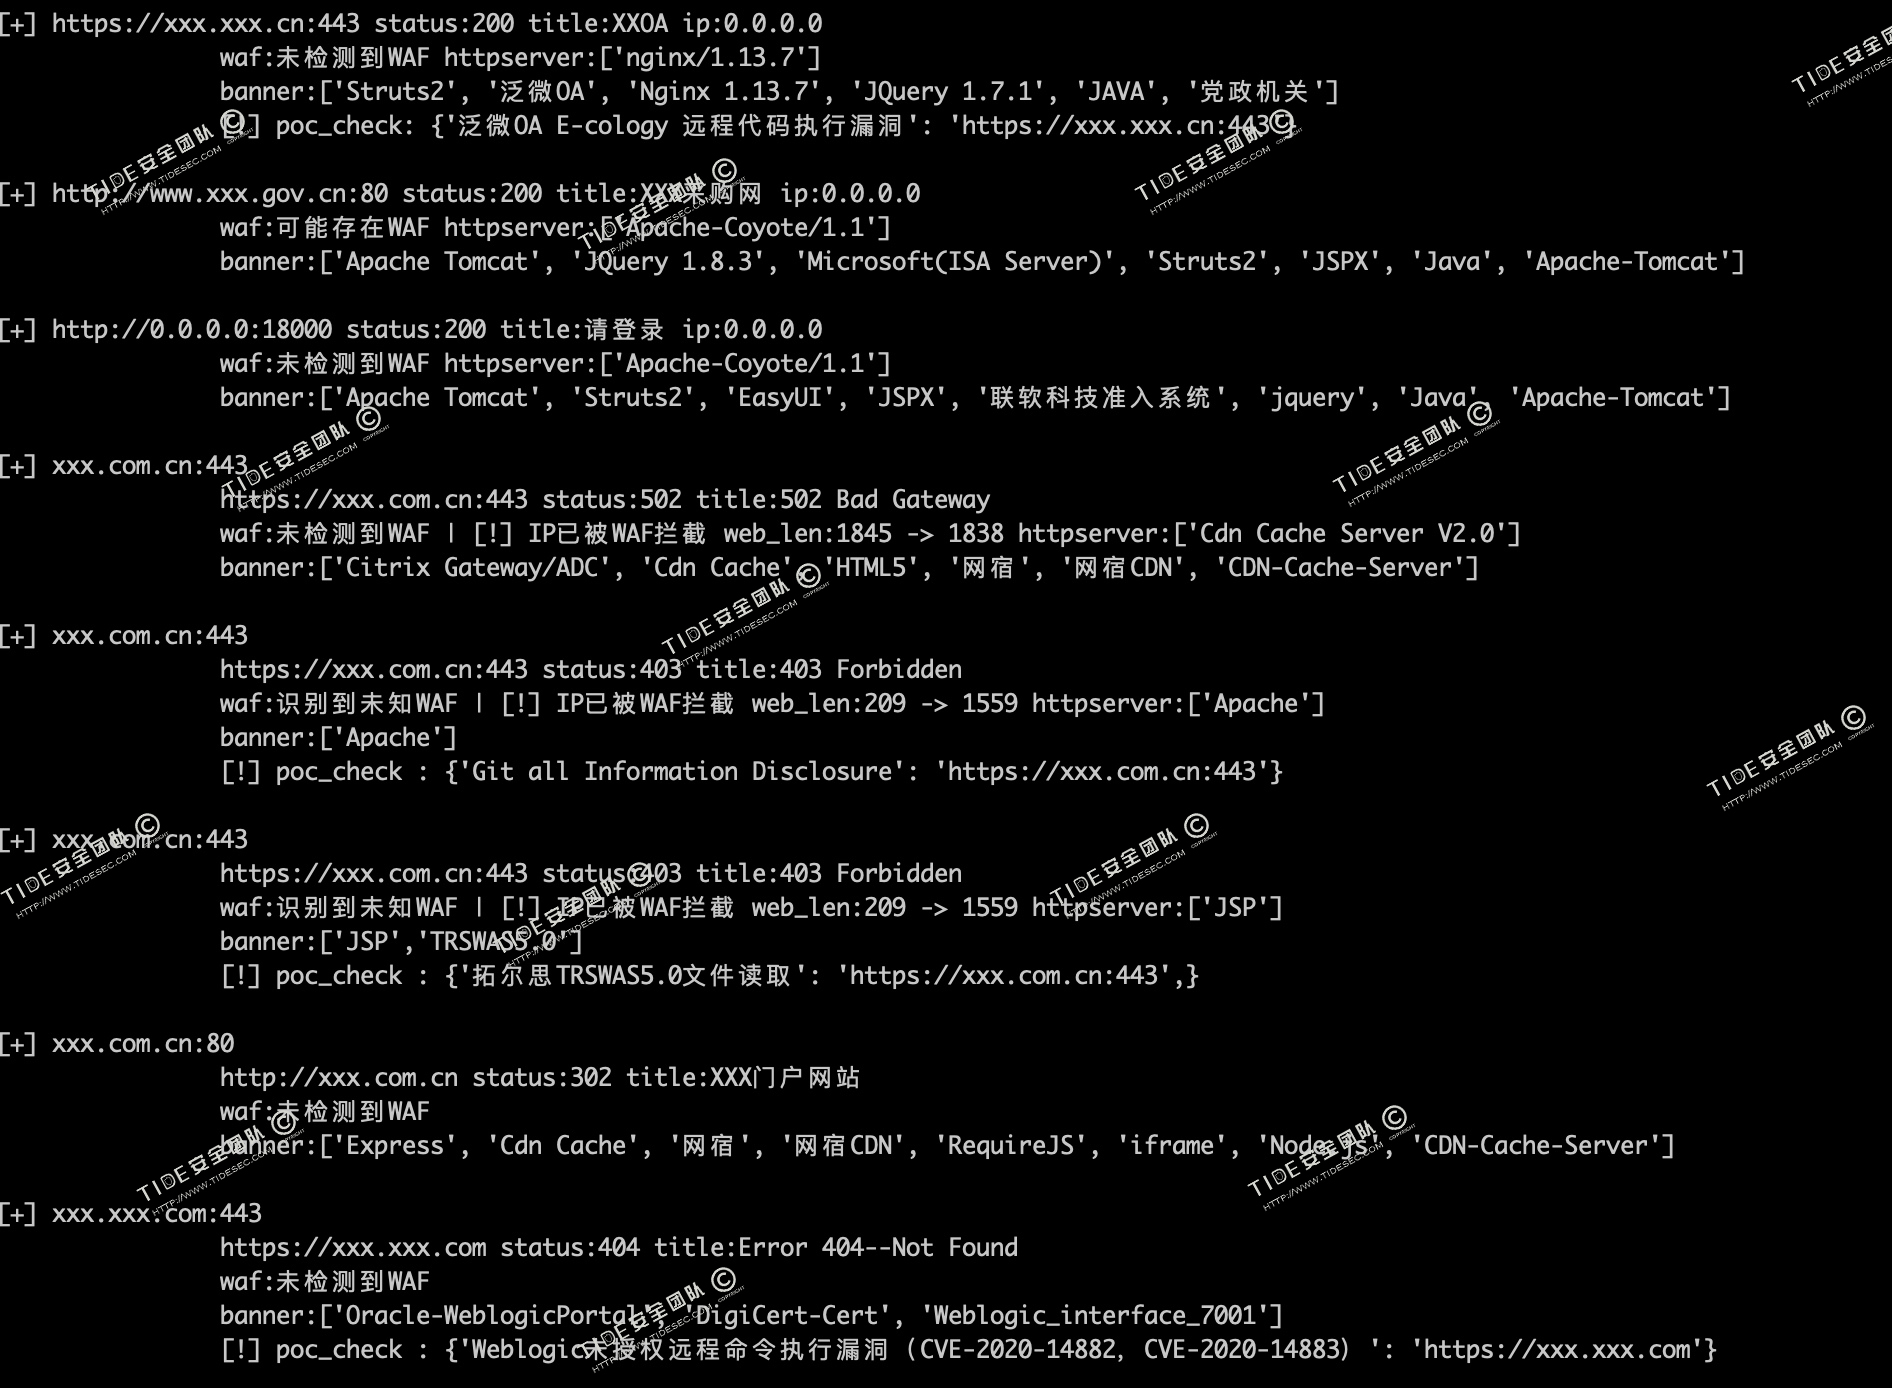 [+] https://xxx.xxx.cn:443 status:200 title:XXOA ip:0.0.0.0
waf:未检测到WAF httpserver:['nginx/1.13.7']
banner:['Struts2', '泛微OA', 'Nginx 1.13.7', 'JQuery 1.7.1', 'JAVA', '党政机关']
[!] poc_check: {'泛微OA E-cology 远程代码执行漏洞': 'https://xxx.xxx.cn:443'}
[+] http://www.xxx.gov.cn:80 status:200 title:XXX采购网 ip:0.0.0.0
waf:可能存在WAF httpserver:['Apache-Coyote/1.1']
banner:['Apache Tomcat', 'JQuery 1.8.3', 'Microsoft(ISA Server)', 'Struts2', 'JSPX', 'Java', 'Apache-Tomcat']
[+] http://0.0.0.0:18000 status:200 title:请登录 ip:0.0.0.0
waf:未检测到WAF httpserver:['Apache-Coyote/1.1']
banner:['Apache Tomcat', 'Struts2', 'EasyUI', 'JSPX', '联软科技准入系统', 'jquery', 'Java', 'Apache-Tomcat']
[+] xxx.com.cn:443
https://xxx.com.cn:443 status:502 title:502 Bad Gateway
waf:未检测到WAF | [!] IP已被WAF拦截 web_len:1845 -> 1838 httpserver:['Cdn Cache Server V2.0']
banner:['Citrix Gateway/ADC', 'Cdn Cache', 'HTML5', '网宿', '网宿CDN', 'CDN-Cache-Server']
[+] xxx.com.cn:443
https://xxx.com.cn:443 status:403 title:403 Forbidden
waf:识别到未知WAF | [!] IP已被WAF拦截 web_len:209 -> 1559 httpserver:['Apache']
banner:['Apache']
[!] poc_check : {'Git all Information Disclosure': 'https://xxx.com.cn:443'}
[+] xxx.com.cn:443
https://xxx.com.cn:443 status:403 title:403 Forbidden
waf:识别到未知WAF | [!] IP已被WAF拦截 web_len:209 -> 1559 httpserver:['JSP']
banner:['JSP','TRSWAS5.0']
[!] poc_check : {'拓尔思TRSWAS5.0文件读取': 'https://xxx.com.cn:443',}
[+] xxx.com.cn:80
http://xxx.com.cn status:302 title:XXX门户网站
waf:未检测到WAF
banner:['Express', 'Cdn Cache', '网宿', '网宿CDN', 'RequireJS', 'iframe', 'Node.js', 'CDN-Cache-Server']
[+] xxx.xxx.com:443
https://xxx.xxx.com status:404 title:Error 404--Not Found
waf:未检测到WAF
banner:['Oracle-WeblogicPortal', 'DigiCert-Cert', 'Weblogic_interface_7001']
[!] poc_check : {'Weblogic未授权远程命令执行漏洞（CVE-2020-14882, CVE-2020-14883）': 'https://xxx.xxx.com'}
TIDE安全团队 ©
HTTP://WWW.TIDESEC.COM COPYRIGHT